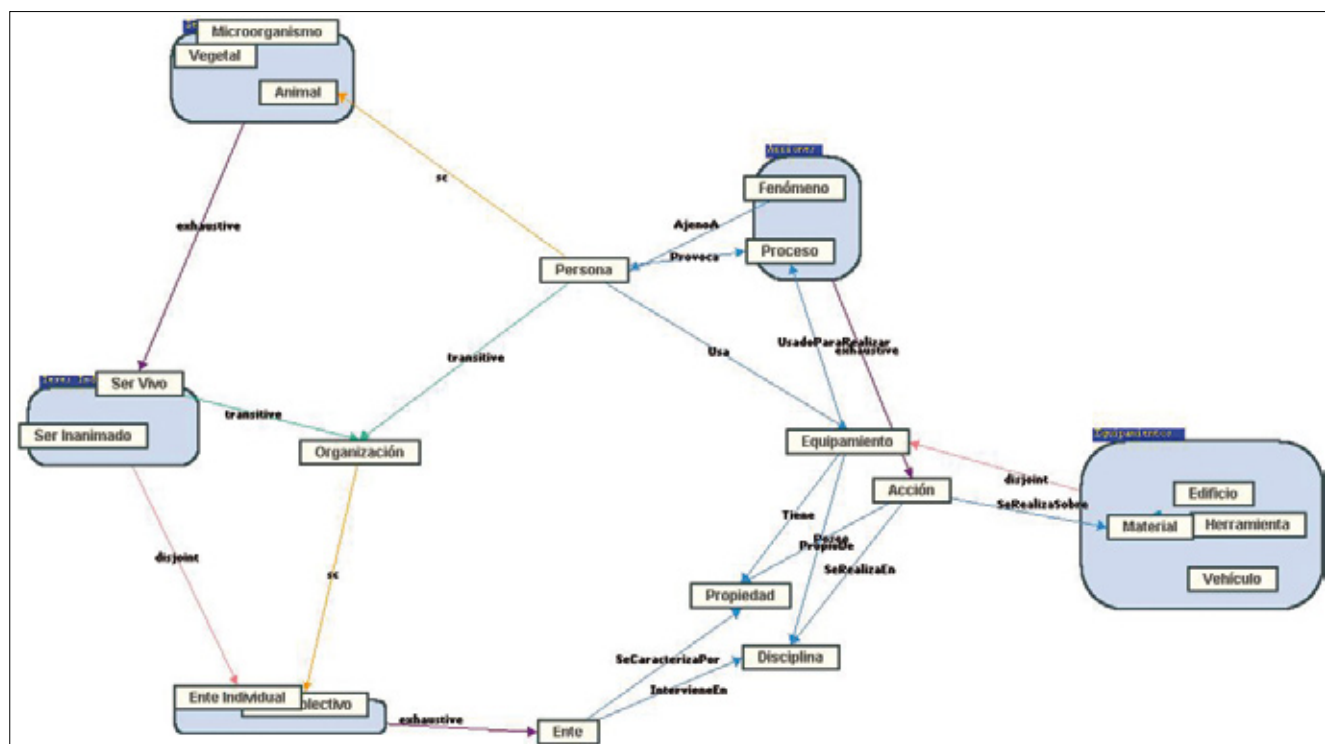 Microorganismo
Vegetal
Animal
sc
exhaustive
Fenómeno
AjenoA
Proceso
Provoca
Persona
UsadoParaRealizar
exhaustive
Usa
transitive
Ser Vivo
transitive
Ser Inanimado
Organización
Equipamiento
disjoint
Acción
SeRealizaSobre
Edificio
Material
Herramienta
Vehículo
Tiene
Posee
PropioDe
SeRealizaEn
disjoint
sc
Propiedad
Disciplina
SeCaracterizaPor
IntervieneEn
Ente Individual
olectivo
exhaustive
Ente